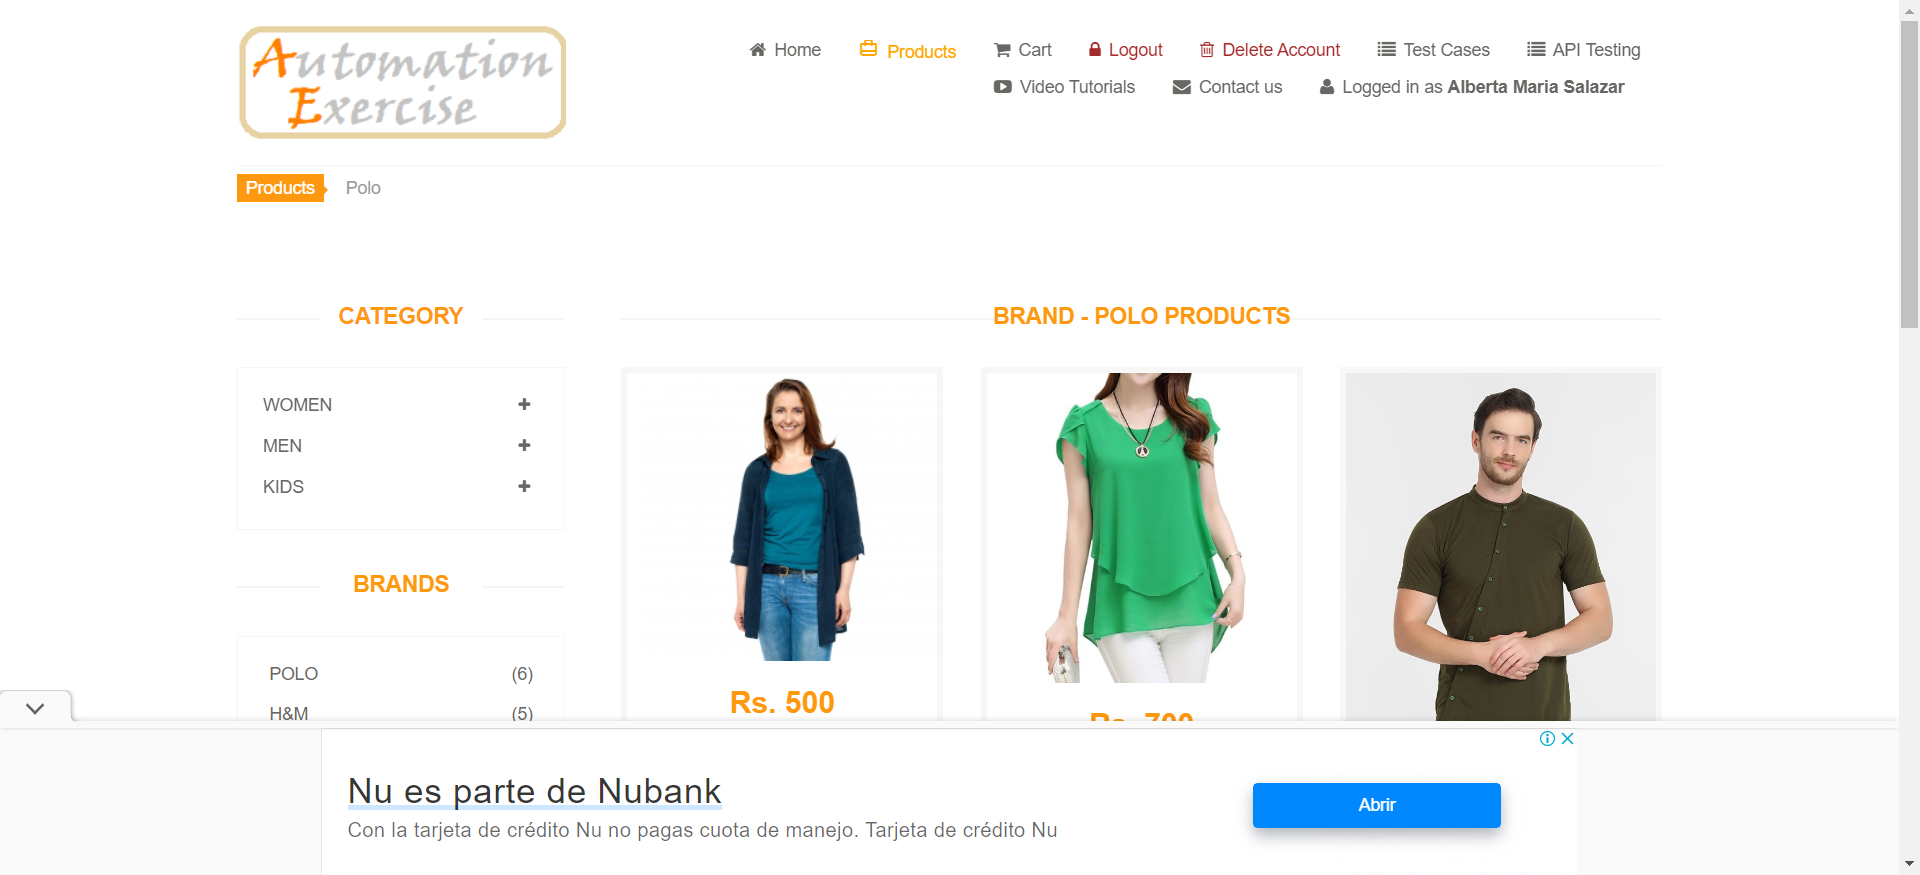 Automation
Exercise
Home
Products
Cart
Logout
Delete Account
Test Cases
API Testing
Video Tutorials
Contact us
Logged in as Alberta Maria Salazar
Products
Polo
CATEGORY
WOMEN
MEN
KIDS
BRANDS
POLO (6)
H&M (5)
BRAND - POLO PRODUCTS
Rs. 500
Rs. 700
Nu es parte de Nubank
Con la tarjeta de crédito Nu no pagas cuota de manejo. Tarjeta de crédito Nu
Abrir